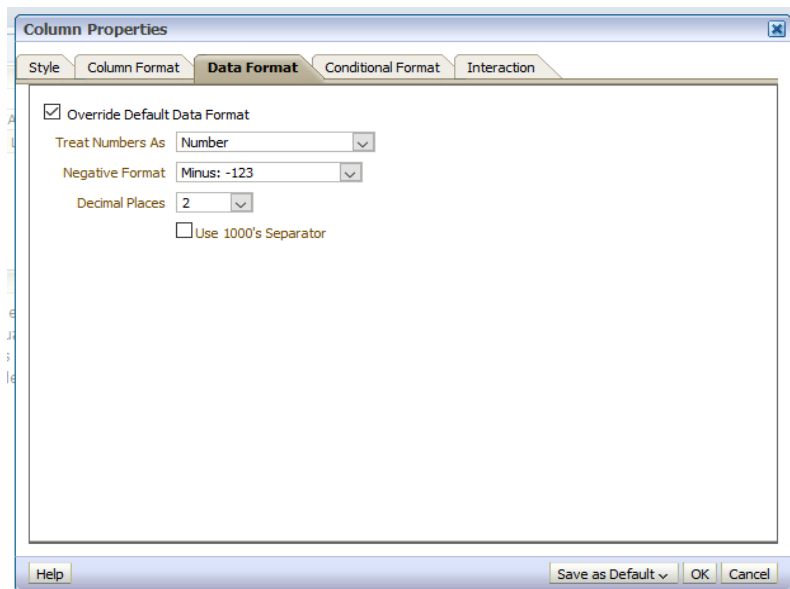 Column Properties
Style Column Format Data Format Conditional Format Interaction
Override Default Data Format
Treat Numbers As Number
Negative Format Minus: -123
Decimal Places 2
Use 1000's Separator
Help Save as Default OK Cancel